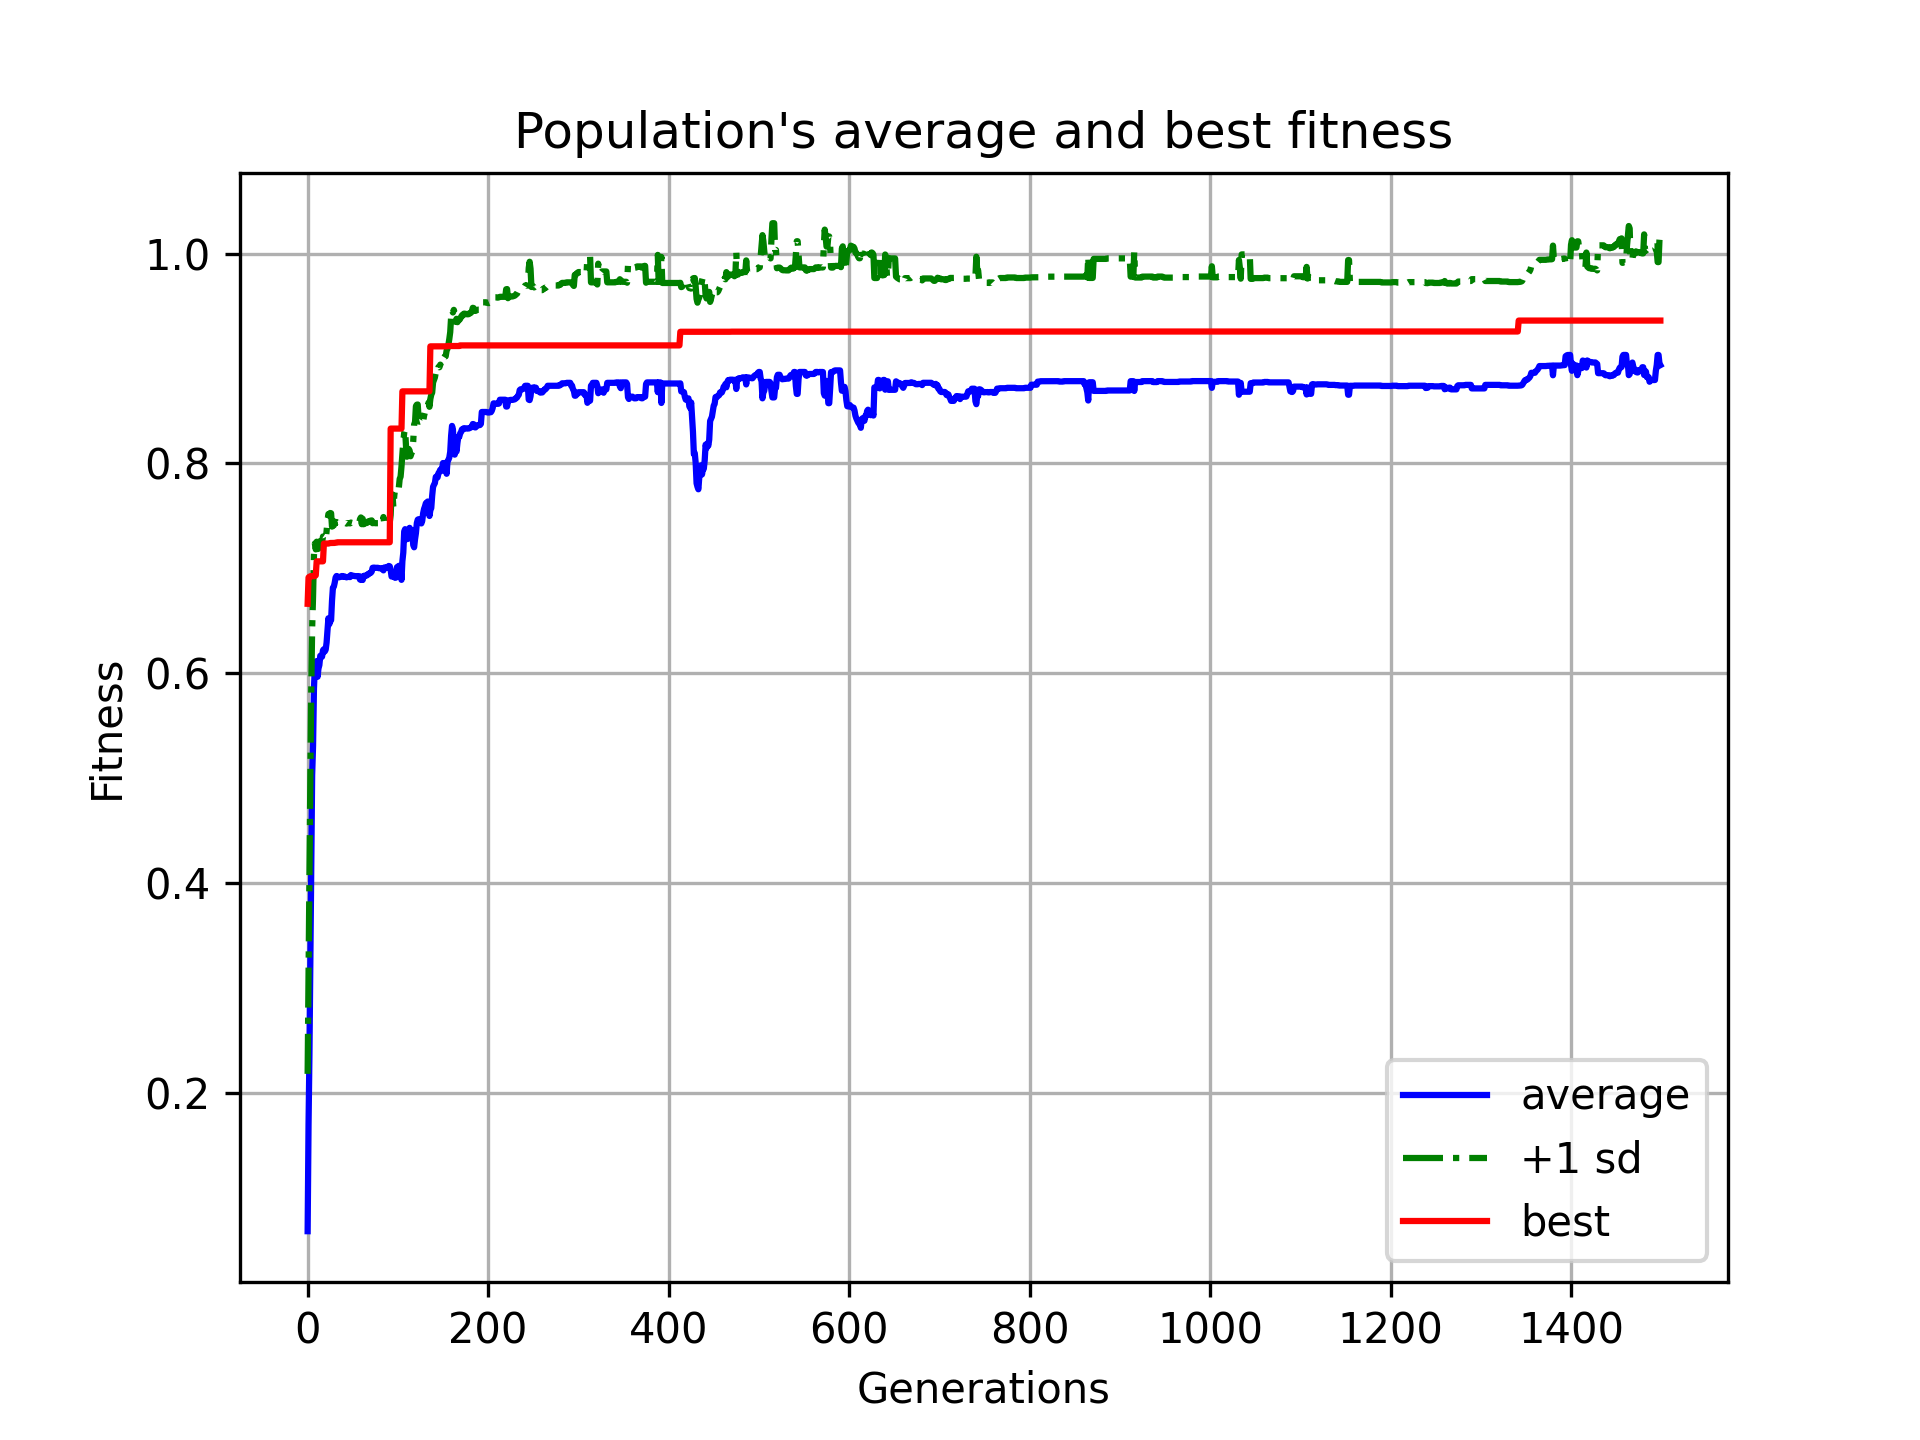 Population's average and best fitness
1.0
0.8
0.6
0.4
0.2
Fitness
average
+1 sd
best
0 200 400 600 800 1000 1200 1400
Generations